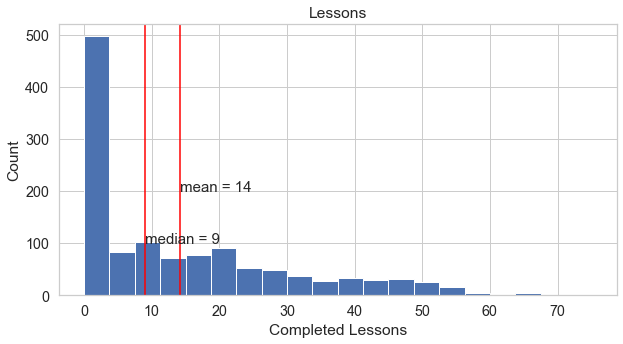 Lessons
500
400
300
200
100
0
Count
mean = 14
median = 9
0 10 20 30 40 50 60 70
Completed Lessons